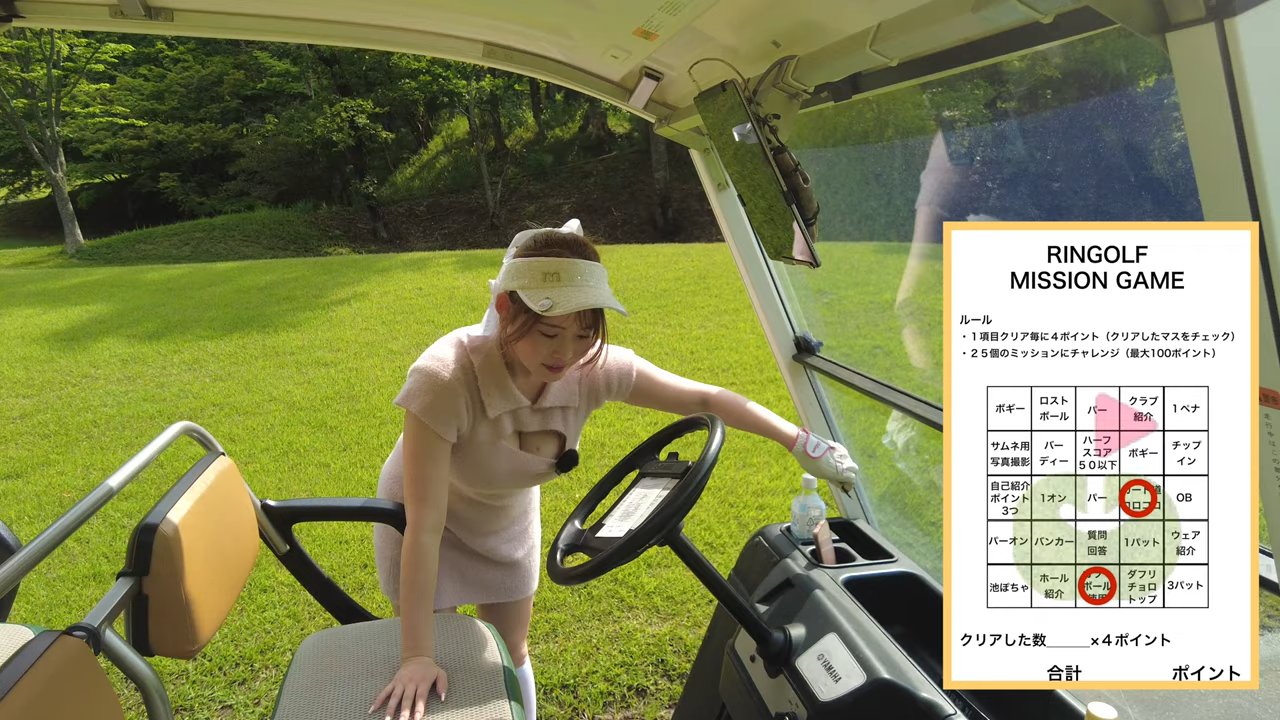 RINGOLF
MISSION GAME
ルール
・1項目クリア毎に4ポイント（クリアしたマスをチェック）
・25個のミッションにチャレンジ（最大100ポイント）
ボギー
ロスト
ボール
パー
クラブ
紹介
1ペナ
サムネ用
写真撮影
バー
ディー
ハーフ
スコア
50以下
ボギー
チップ
イン
自己紹介
ポイント
3つ
1オン
パー
OB
パーオン
バンカー
質問
回答
1パット
ウェア
紹介
池ぽちゃ
ホール
紹介
ボール
ダフリ
チョロ
トップ
3パット
クリアした数_____×4ポイント
合計 ポイント
YAMAHA